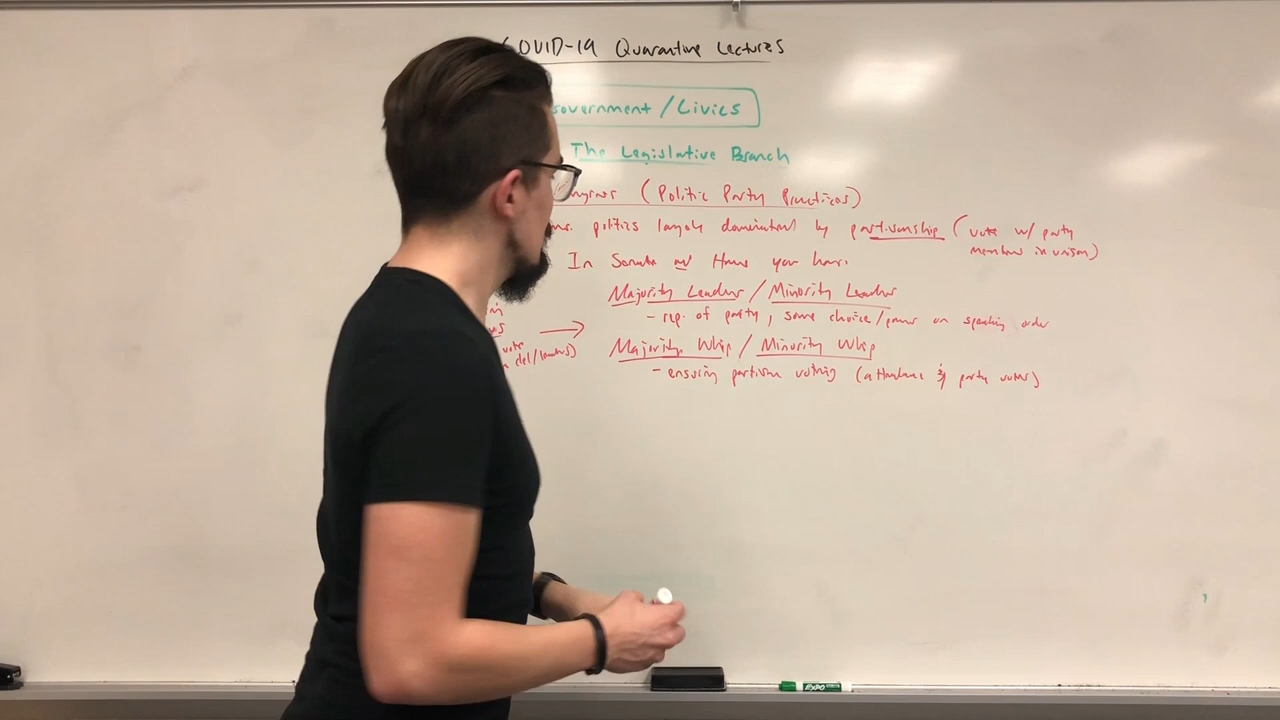 COVID-19 Quarantine Lectures
Government / Civics
The Legislative Branch
(Politic Party Practices)
politics largely dominated by partisanship (vote w/ party
members in unison)
In Senate and House you have:
Majority Leader / Minority Leader
- rep. of party, some choice/power on speaking order
vote
Majority Whip / Minority Whip
- ensuring partisan voting (attendance & party votes)
EXPO